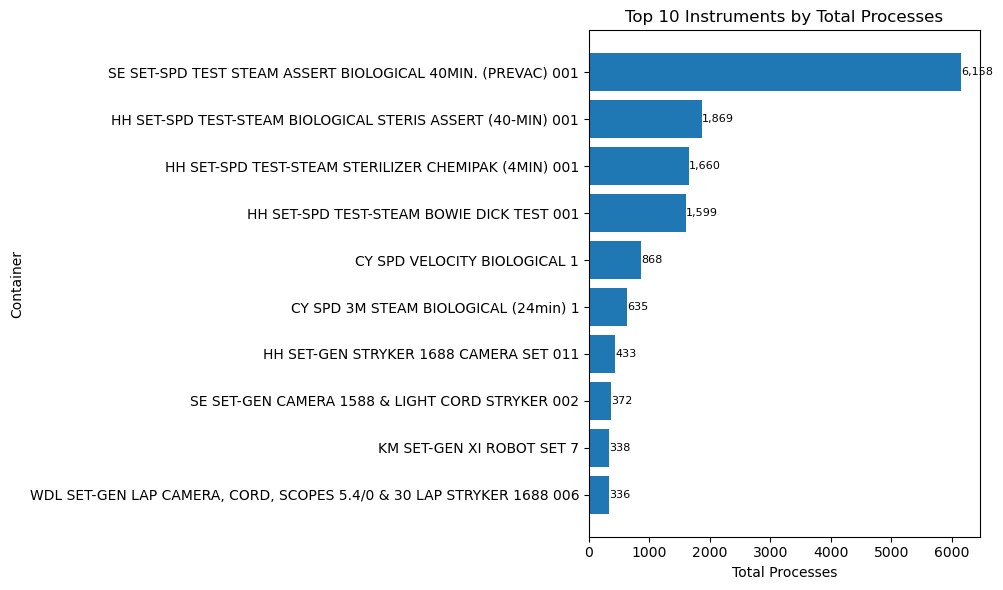 Top 10 Instruments by Total Processes
SE SET-SPD TEST STEAM ASSERT BIOLOGICAL 40MIN. (PREVAC) 001
6,158
HH SET-SPD TEST-STEAM BIOLOGICAL STERIS ASSERT (40-MIN) 001
1,869
HH SET-SPD TEST-STEAM STERILIZER CHEMIPAK (4MIN) 001
1,660
HH SET-SPD TEST-STEAM BOWIE DICK TEST 001
1,599
CY SPD VELOCITY BIOLOGICAL 1
868
CY SPD 3M STEAM BIOLOGICAL (24min) 1
635
HH SET-GEN STRYKER 1688 CAMERA SET 011
433
SE SET-GEN CAMERA 1588 & LIGHT CORD STRYKER 002
372
KM SET-GEN XI ROBOT SET 7
338
WDL SET-GEN LAP CAMERA, CORD, SCOPES 5.4/0 & 30 LAP STRYKER 1688 006
336
Container
0 1000 2000 3000 4000 5000 6000
Total Processes